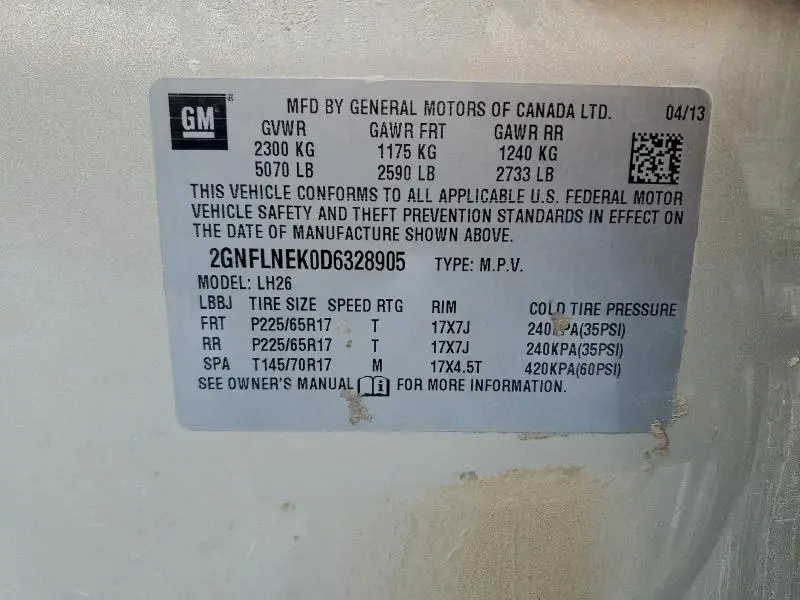 GM ®
MFD BY GENERAL MOTORS OF CANADA LTD. 04/13
GVWR GAWR FRT GAWR RR
2300 KG 1175 KG 1240 KG
5070 LB 2590 LB 2733 LB
THIS VEHICLE CONFORMS TO ALL APPLICABLE U.S. FEDERAL MOTOR
VEHICLE SAFETY AND THEFT PREVENTION STANDARDS IN EFFECT ON
THE DATE OF MANUFACTURE SHOWN ABOVE.
2GNFLNEK0D6328905 TYPE: M.P.V.
MODEL: LH26
LBBJ TIRE SIZE SPEED RTG RIM COLD TIRE PRESSURE
FRT P225/65R17 T 17X7J 240KPA(35PSI)
RR P225/65R17 T 17X7J 240KPA(35PSI)
SPA T145/70R17 M 17X4.5T 420KPA(60PSI)
SEE OWNER'S MANUAL FOR MORE INFORMATION.